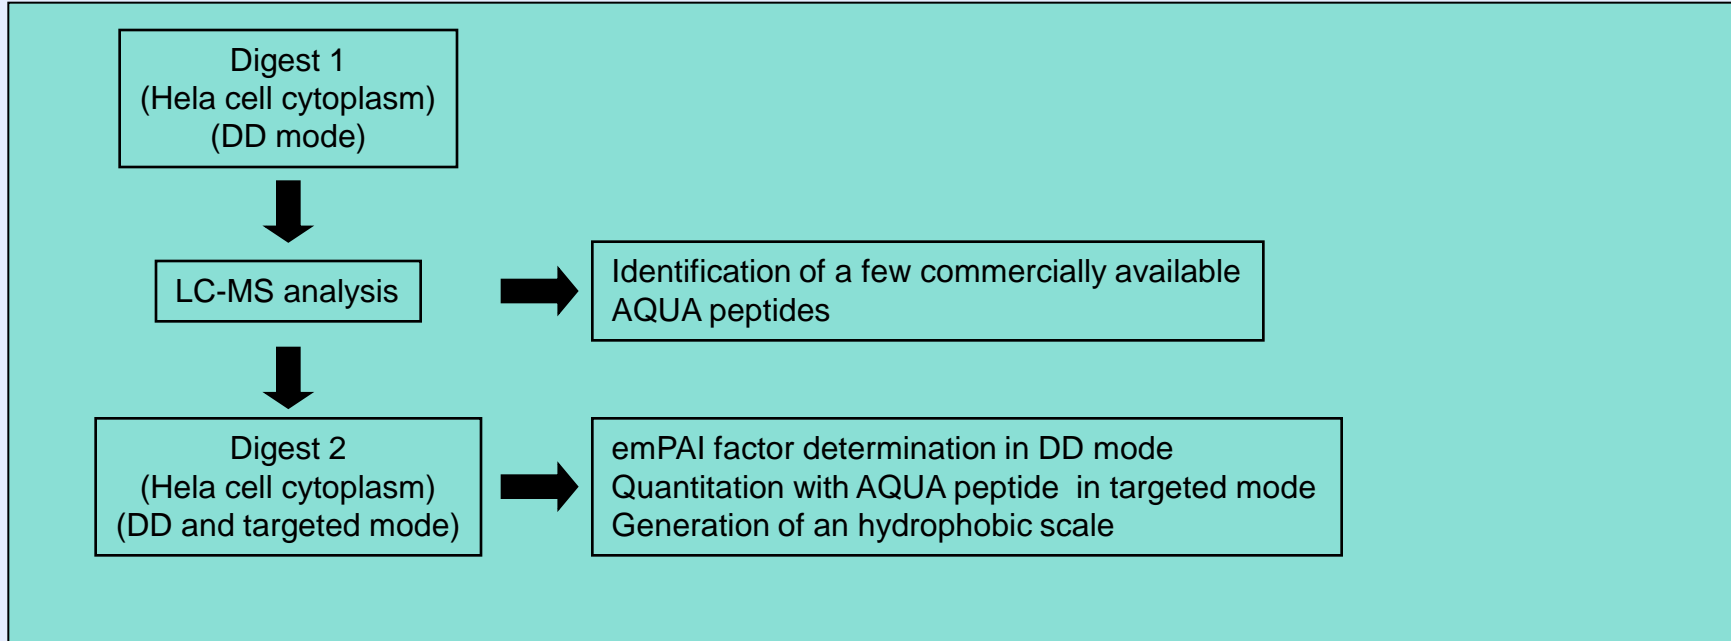 Digest 1
(Hela cell cytoplasm)
(DD mode)
LC-MS analysis
Identification of a few commercially available
AQUA peptides
Digest 2
(Hela cell cytoplasm)
(DD and targeted mode)
emPAI factor determination in DD mode
Quantitation with AQUA peptide  in targeted mode
Generation of an hydrophobic scale